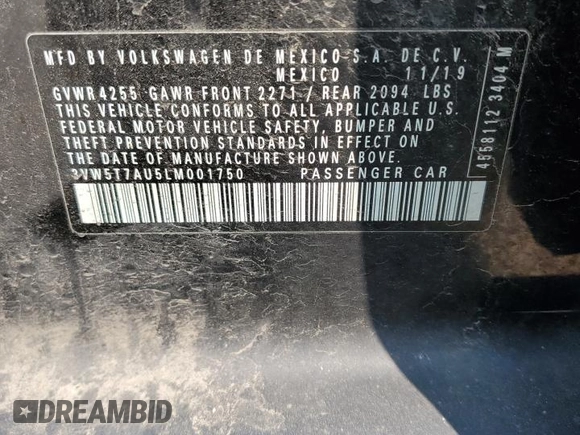 MFD BY VOLKSWAGEN DE MEXICO S.A. DE C.V.
MEXICO 11/19
GVWR 4255 GAWR FRONT 2271 / REAR 2094 LBS
THIS VEHICLE CONFORMS TO ALL APPLICABLE U.S.
FEDERAL MOTOR VEHICLE SAFETY, BUMPER AND
THEFT PREVENTION STANDARDS IN EFFECT ON
THE DATE OF MANUFACTURE SHOWN ABOVE.
3VW5T7AU5LM001750 PASSENGER CAR
4558112 3404 M
DREAMBID